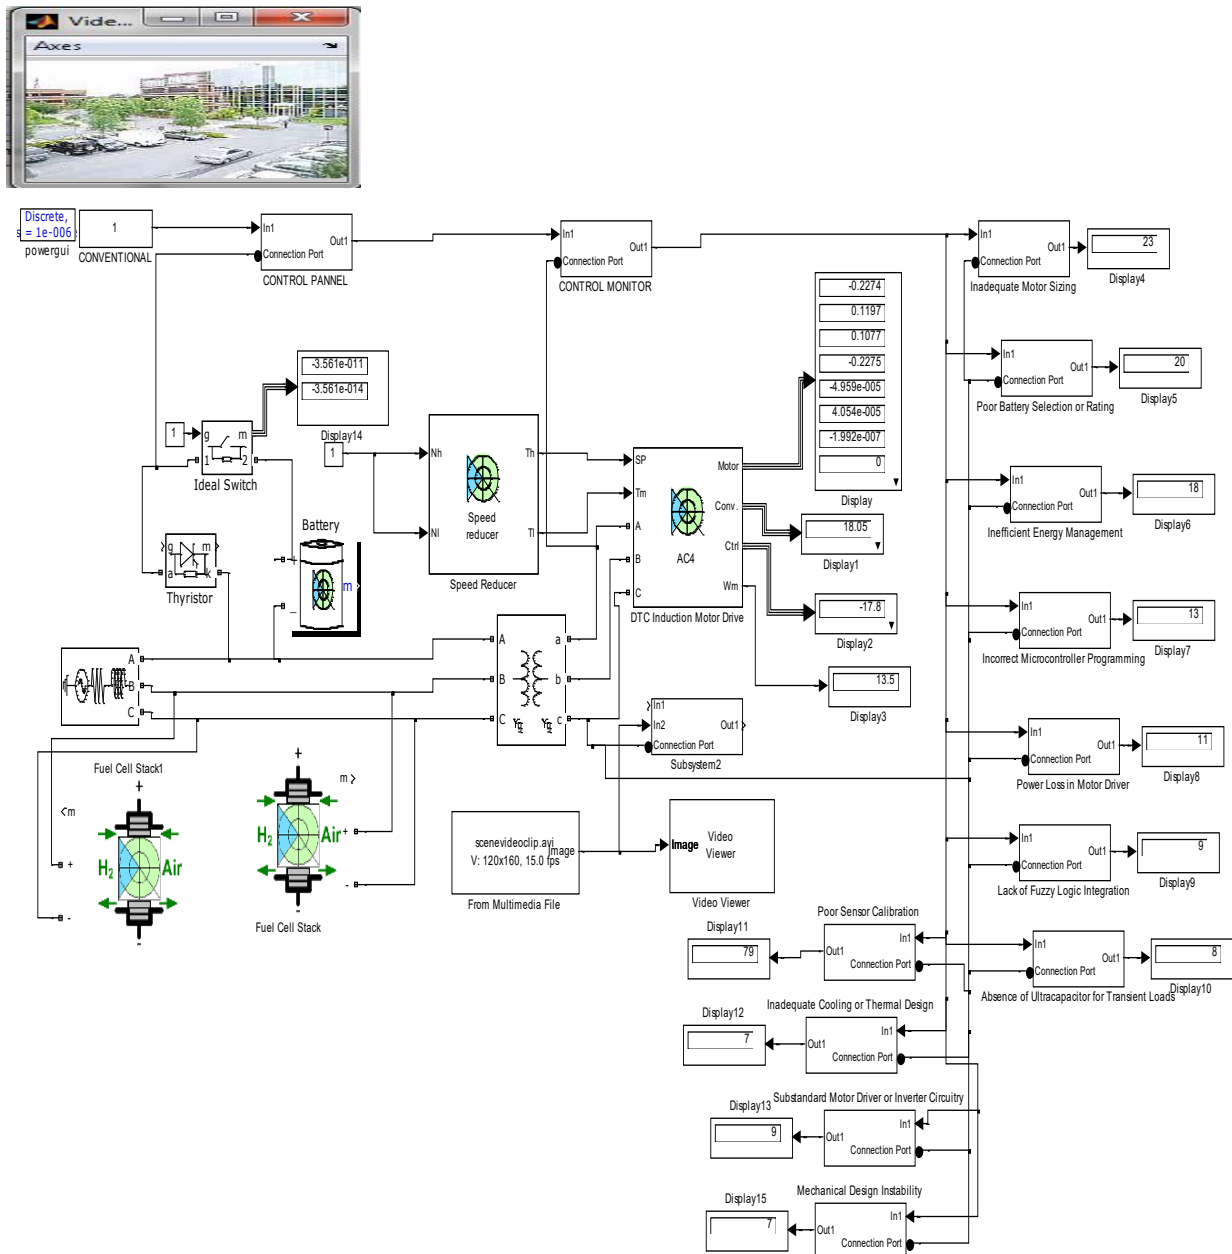 Vide...
Axes
Discrete,
s = 1e-006 s
powergui
1
CONVENTIONAL
In1
Connection Port
Out1
CONTROL PANNEL
In1
Connection Port
Out1
CONTROL MONITOR
In1
Connection Port
Out1
Inadequate Motor Sizing
23
Display4
-0.2274
0.1197
0.1077
-0.2275
-4.959e-005
4.054e-005
-1.992e-007
0
Display
In1
Connection Port
Out1
Poor Battery Selection or Rating
20
Display5
-3.561e-011
-3.561e-014
Display14
1
g
m
1
2
Ideal Switch
1
Nh
Nl
Th
Tl
Speed
reducer
Speed Reducer
SP
Tm
A
B
C
Motor
Conv.
Ctrl
Wm
AC4
DTC Induction Motor Drive
18.05
Display1
-17.8
Display2
13.5
Display3
In1
Connection Port
Out1
Inefficient Energy Management
18
Display6
g
m
a
k
Thyristor
Battery
+
_
m
In1
Connection Port
Out1
Incorrect Microcontroller Programming
13
Display7
A
B
C
A
B
C
a
b
c
Yg
Yg
In1
In2
Connection Port
Out1
Subsystem2
In1
Connection Port
Out1
Power Loss in Motor Driver
11
Display8
Fuel Cell Stack1
+
<m
H2
Air
+
-
-
+
m >
H2
Air
+
-
-
Fuel Cell Stack
scenevideoclip.avi
V: 120x160, 15.0 fps
Image
From Multimedia File
Image
Video
Viewer
Video Viewer
In1
Connection Port
Out1
Lack of Fuzzy Logic Integration
9
Display9
Poor Sensor Calibration
Display11
79
Out1
In1
Connection Port
In1
Connection Port
Out1
Absence of Ultracapacitor for Transient Loads
8
Display10
Inadequate Cooling or Thermal Design
Display12
7
Out1
In1
Connection Port
Substandard Motor Driver or Inverter Circuitry
Display13
9
Out1
In1
Connection Port
Mechanical Design Instability
Display15
7
Out1
In1
Connection Port